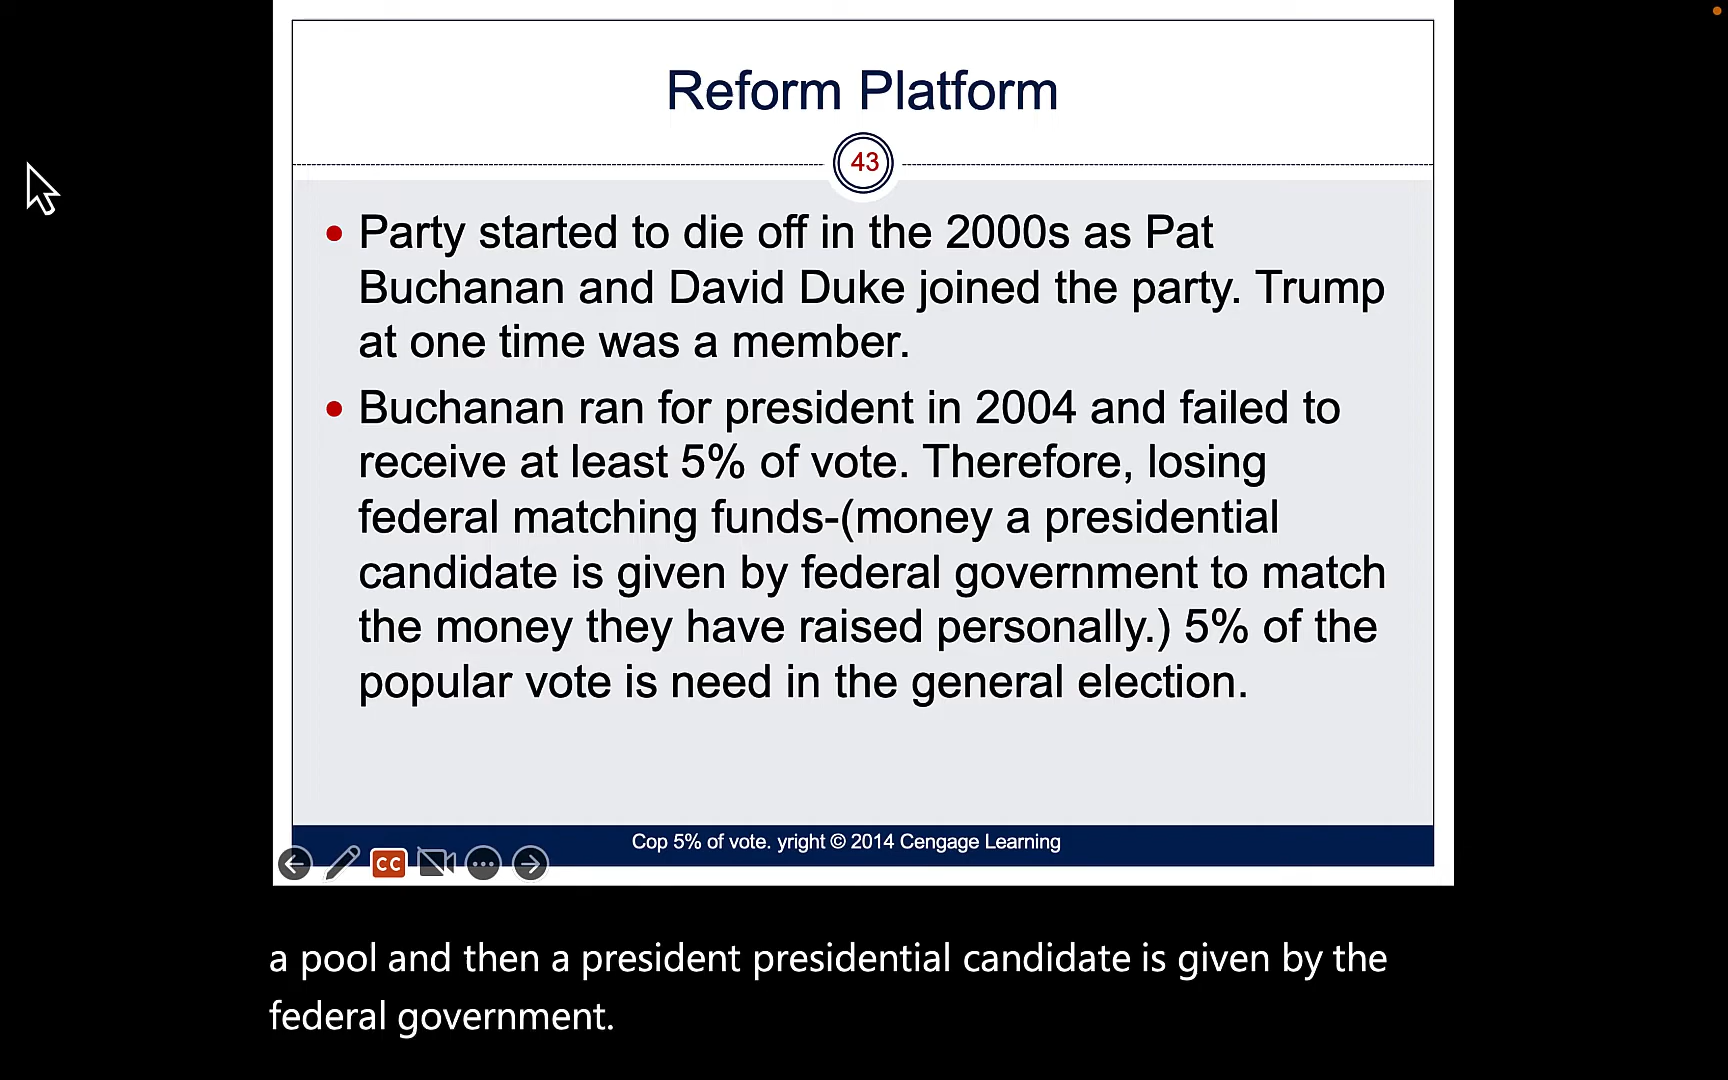 Reform Platform
43
• Party started to die off in the 2000s as Pat
Buchanan and David Duke joined the party. Trump
at one time was a member.
• Buchanan ran for president in 2004 and failed to
receive at least 5% of vote. Therefore, losing
federal matching funds-(money a presidential
candidate is given by federal government to match
the money they have raised personally.) 5% of the
popular vote is need in the general election.
Cop 5% of vote. yright © 2014 Cengage Learning
CC
a pool and then a president presidential candidate is given by the
federal government.